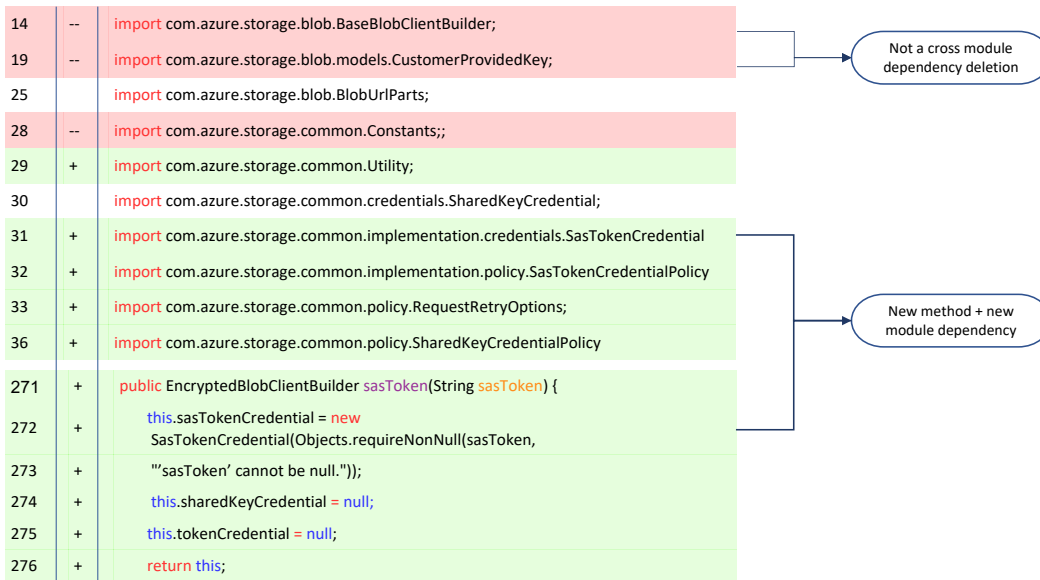 14 -- import com.azure.storage.blob.BaseBlobClientBuilder;
19 -- import com.azure.storage.blob.models.CustomerProvidedKey;
25 import com.azure.storage.blob.BlobUrlParts;
28 -- import com.azure.storage.common.Constants;;
29 + import com.azure.storage.common.Utility;
30 import com.azure.storage.common.credentials.SharedKeyCredential;
31 + import com.azure.storage.common.implementation.credentials.SasTokenCredential
32 + import com.azure.storage.common.implementation.policy.SasTokenCredentialPolicy
33 + import com.azure.storage.common.policy.RequestRetryOptions;
36 + import com.azure.storage.common.policy.SharedKeyCredentialPolicy
271 + public EncryptedBlobClientBuilder sasToken(String sasToken) {
272 + this.sasTokenCredential = new
SasTokenCredential(Objects.requireNonNull(sasToken,
273 + "'sasToken’ cannot be null."));
274 + this.sharedKeyCredential = null;
275 + this.tokenCredential = null;
276 + return this;
Not a cross module
dependency deletion
New method + new
module dependency